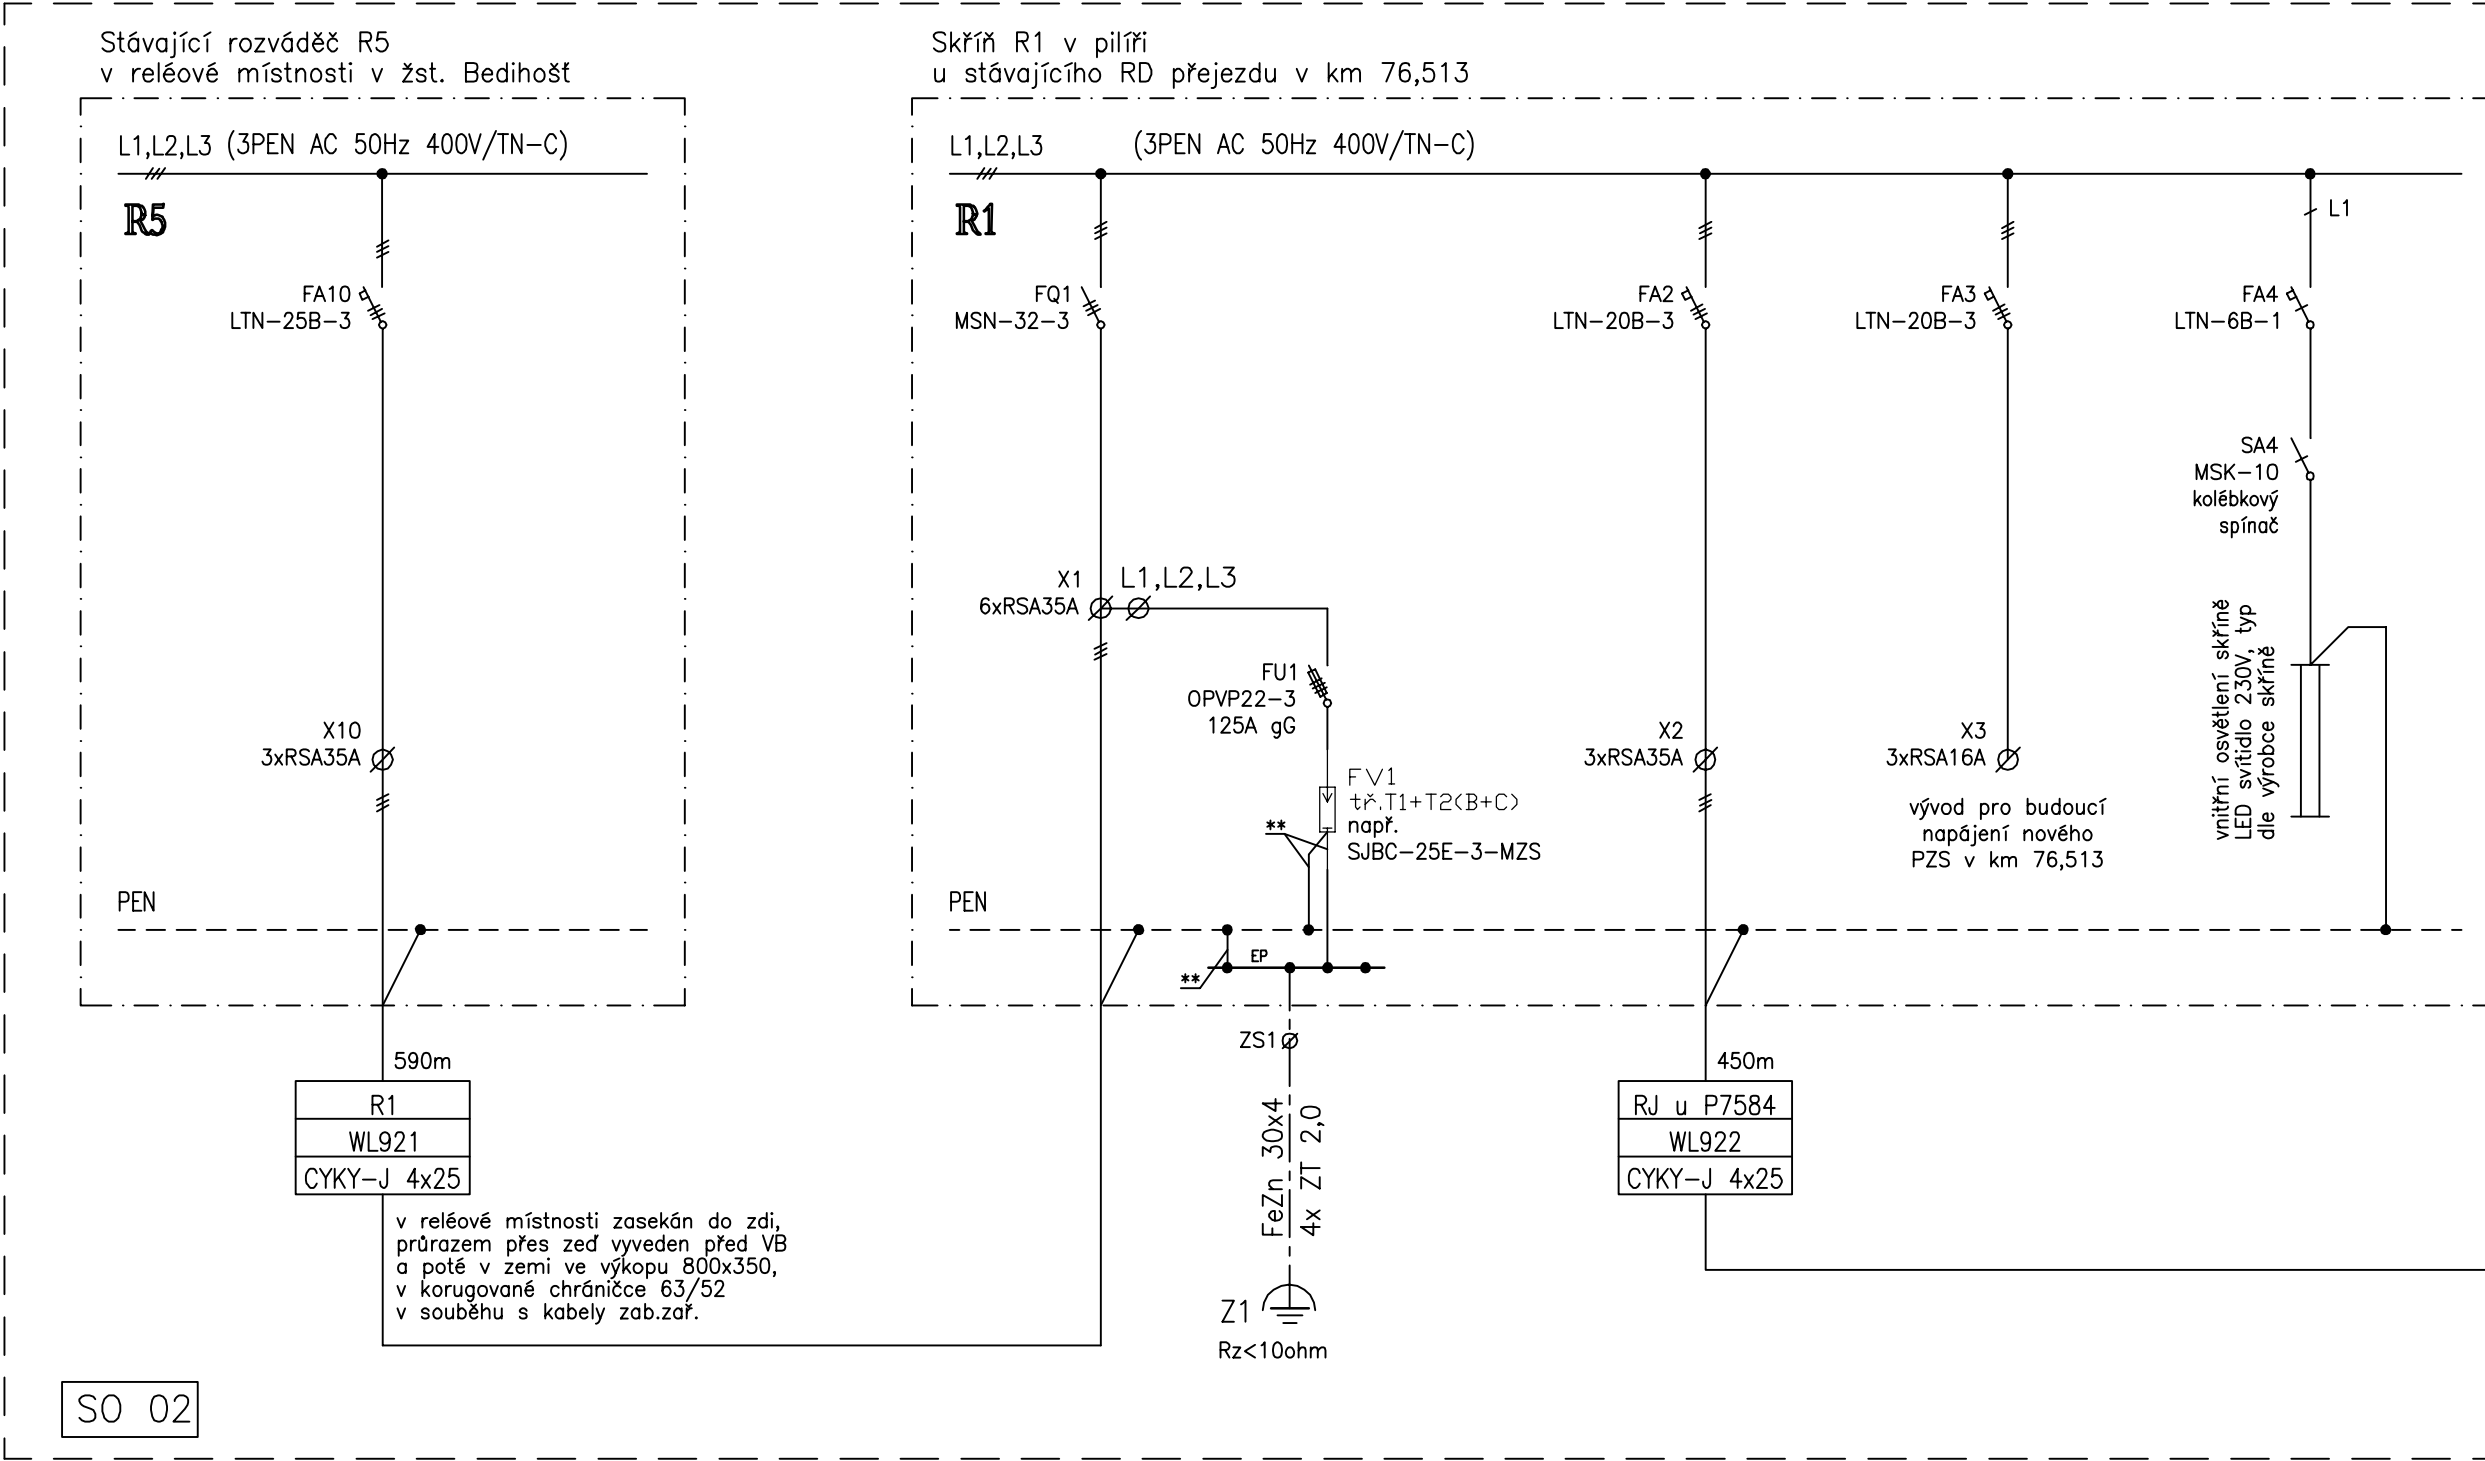 Stávající rozváděč R5
v reléové místnosti v žst. Bedihošť
L1,L2,L3 (3PEN AC 50Hz 400V/TN-C)
R5
FA10
LTN-25B-3
X10
3xRSA35A
PEN
590m
R1
WL921
CYKY-J 4x25
v reléové místnosti zasekán do zdi,
průrazem přes zeď vyveden před VB
a poté v zemi ve výkopu 800x350,
v korugované chráničce 63/52
v souběhu s kabely zab.zař.
SO 02
Skříň R1 v pilíři
u stávajícího RD přejezdu v km 76,513
L1,L2,L3 (3PEN AC 50Hz 400V/TN-C)
R1
FQ1
MSN-32-3
X1
6xRSA35A
L1,L2,L3
FU1
OPVP22-3
125A gG
FV1
tř.T1+T2(B+C)
např.
SJBC-25E-3-MZS
**
PEN
EP
**
ZS1
FeZn 30x4
4x ZT 2,0
Z1
Rz<10ohm
FA2
LTN-20B-3
X2
3xRSA35A
450m
RJ u P7584
WL922
CYKY-J 4x25
FA3
LTN-20B-3
X3
3xRSA16A
vývod pro budoucí
napájení nového
PZS v km 76,513
L1
FA4
LTN-6B-1
SA4
MSK-10
kolébkový
spínač
vnitřní osvětlení skříně
LED svítidlo 230V, typ
dle výrobce skříně